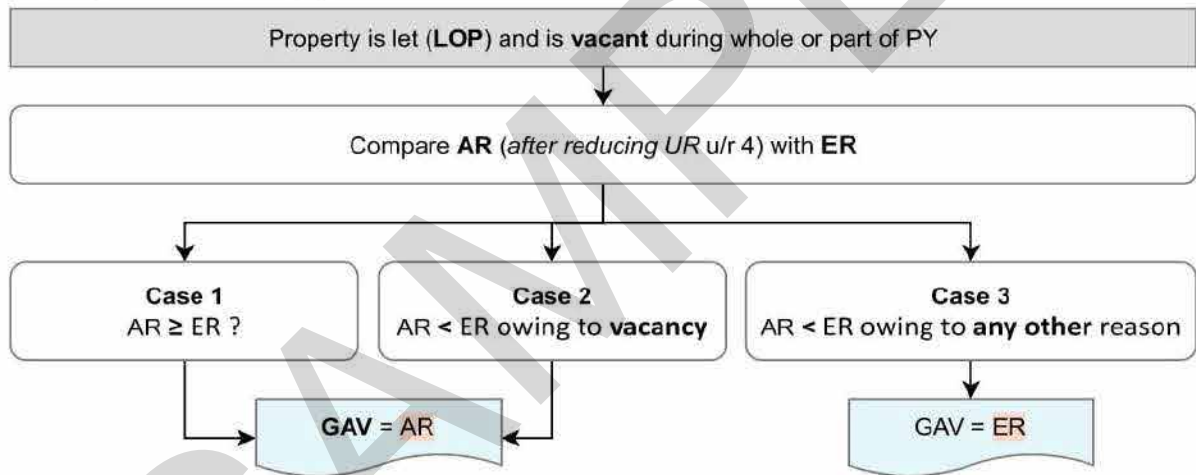 Property is let (LOP) and is vacant during whole or part of PY
Compare AR (after reducing UR u/r 4) with ER
Case 1
AR ≥ ER ?
Case 2
AR < ER owing to vacancy
Case 3
AR < ER owing to any other reason
GAV = AR
GAV = ER